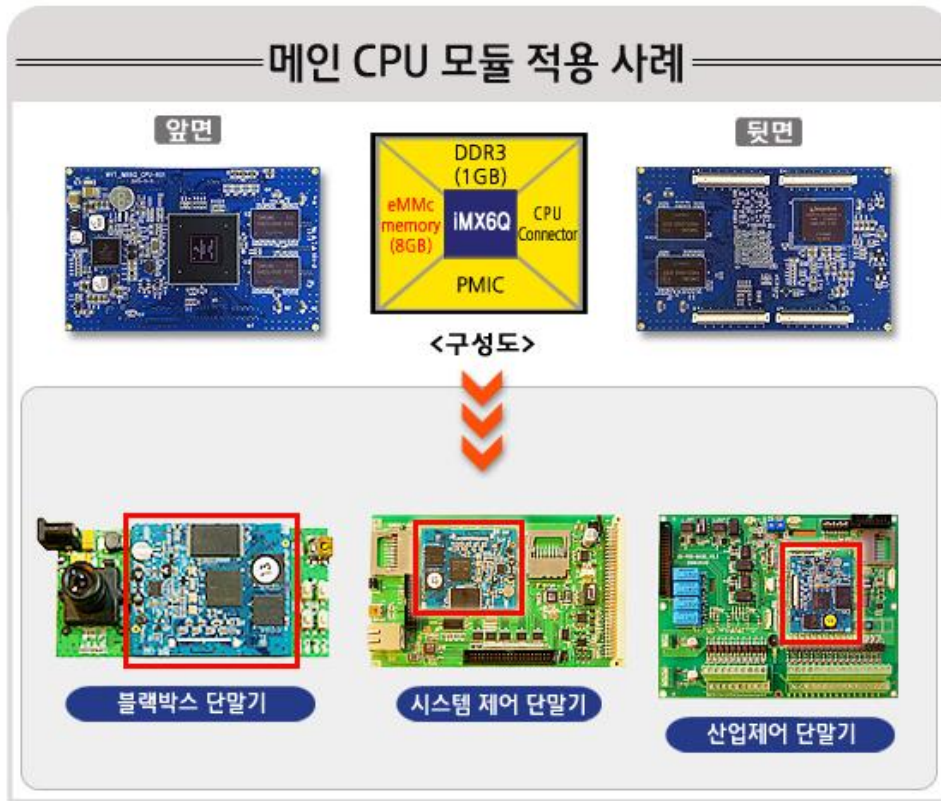 메인 CPU 모듈 적용 사례
앞면
뒷면
DDR3
(1GB)
eMMc
memory
(8GB)
iMX6Q
CPU
Connector
PMIC
<구성도>
블랙박스 단말기
시스템 제어 단말기
산업제어 단말기